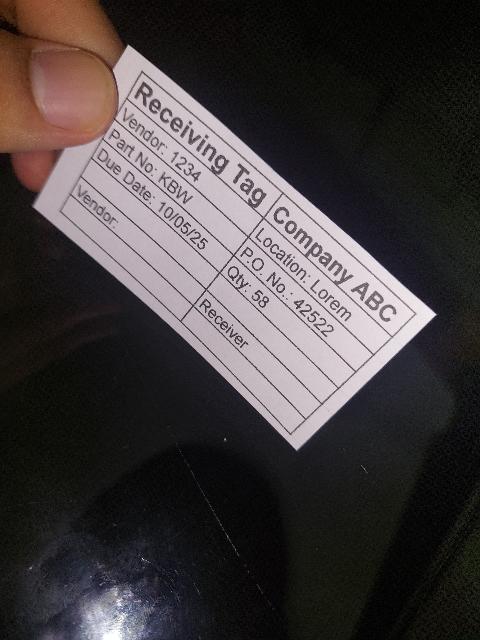 Receiving Tag Company ABC
Vendor: 1234 Location: Lorem
Part No: KBW P.O. No.: 42522
Due Date: 10/05/25 Qty: 58
Vendor: Receiver